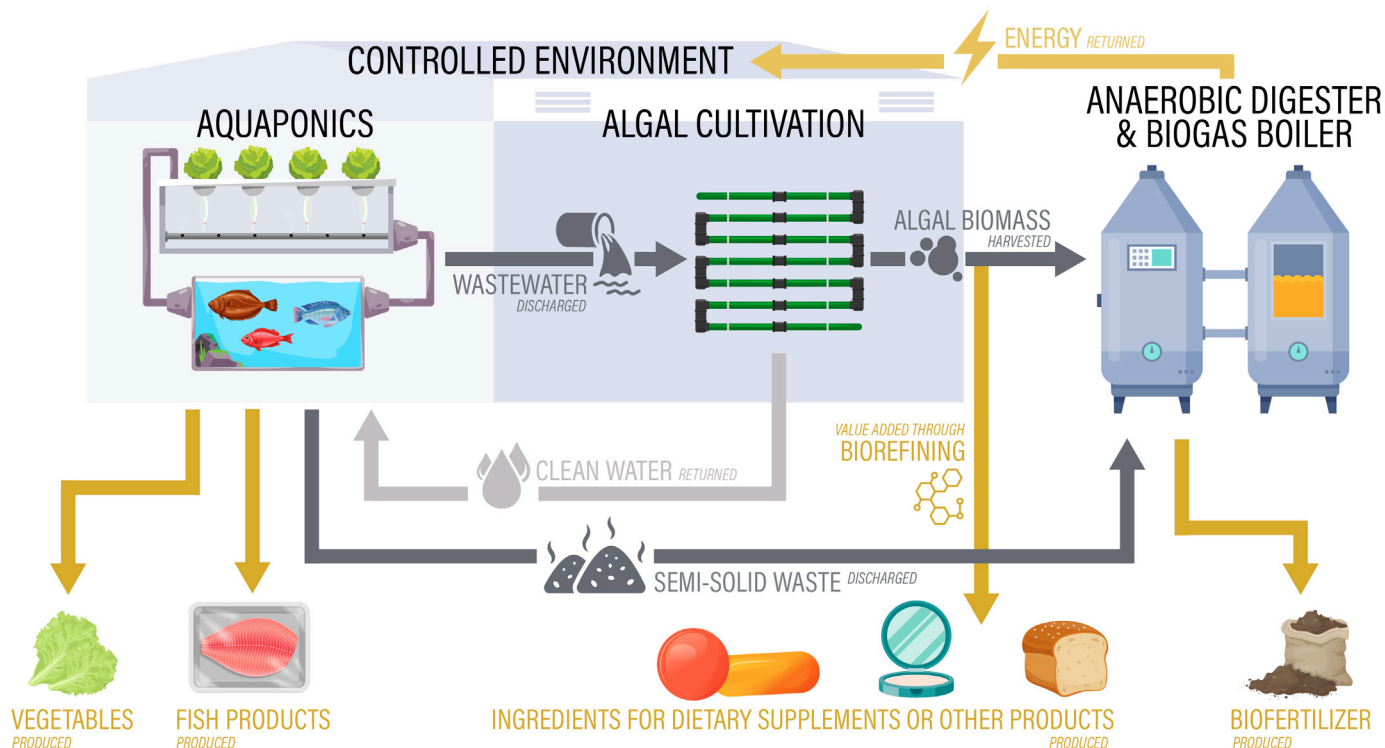 ENERGY RETURNED
CONTROLLED ENVIRONMENT
ANAEROBIC DIGESTER
& BIOGAS BOILER
AQUAPONICS
ALGAL CULTIVATION
ALGAL BIOMASS
HARVESTED
WASTEWATER
DISCHARGED
VALUE ADDED THROUGH
BIOREFINING
CLEAN WATER RETURNED
SEMI-SOLID WASTE DISCHARGED
VEGETABLES
PRODUCED
FISH PRODUCTS
PRODUCED
INGREDIENTS FOR DIETARY SUPPLEMENTS OR OTHER PRODUCTS
PRODUCED
BIOFERTILIZER
PRODUCED